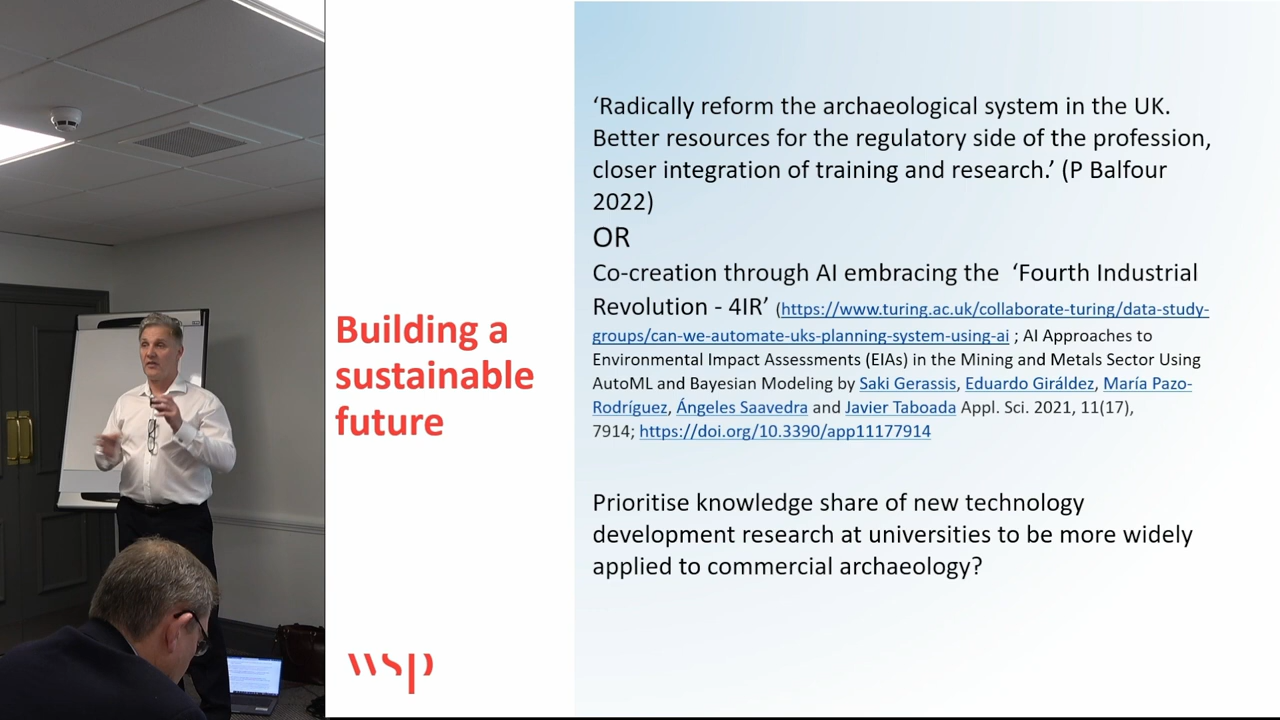 Building a
sustainable
future
wsp
‘Radically reform the archaeological system in the UK.
Better resources for the regulatory side of the profession,
closer integration of training and research.’ (P Balfour
2022)
OR
Co-creation through AI embracing the ‘Fourth Industrial
Revolution - 4IR’ (https://www.turing.ac.uk/collaborate-turing/data-study-
groups/can-we-automate-uks-planning-system-using-ai ; AI Approaches to
Environmental Impact Assessments (EIAs) in the Mining and Metals Sector Using
AutoML and Bayesian Modeling by Saki Gerassis, Eduardo Giráldez, María Pazo-
Rodríguez, Ángeles Saavedra and Javier Taboada Appl. Sci. 2021, 11(17),
7914; https://doi.org/10.3390/app11177914
Prioritise knowledge share of new technology
development research at universities to be more widely
applied to commercial archaeology?